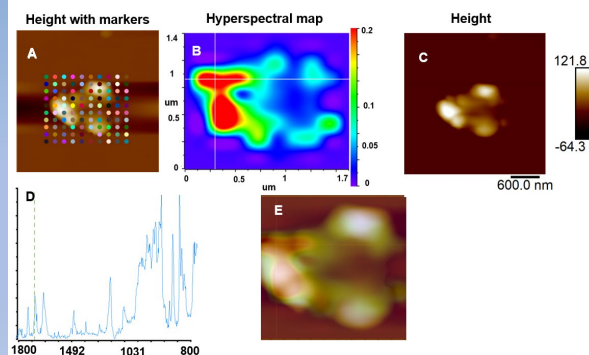 Height with markers
Hyperspectral map
Height
A
B
C
1.4
1
um
0.5
0
0
0.5
1
1.7
um
0.2
0.1
0.05
0
121.8
-64.3
600.0 nm
D
E
1800
1492
1031
800